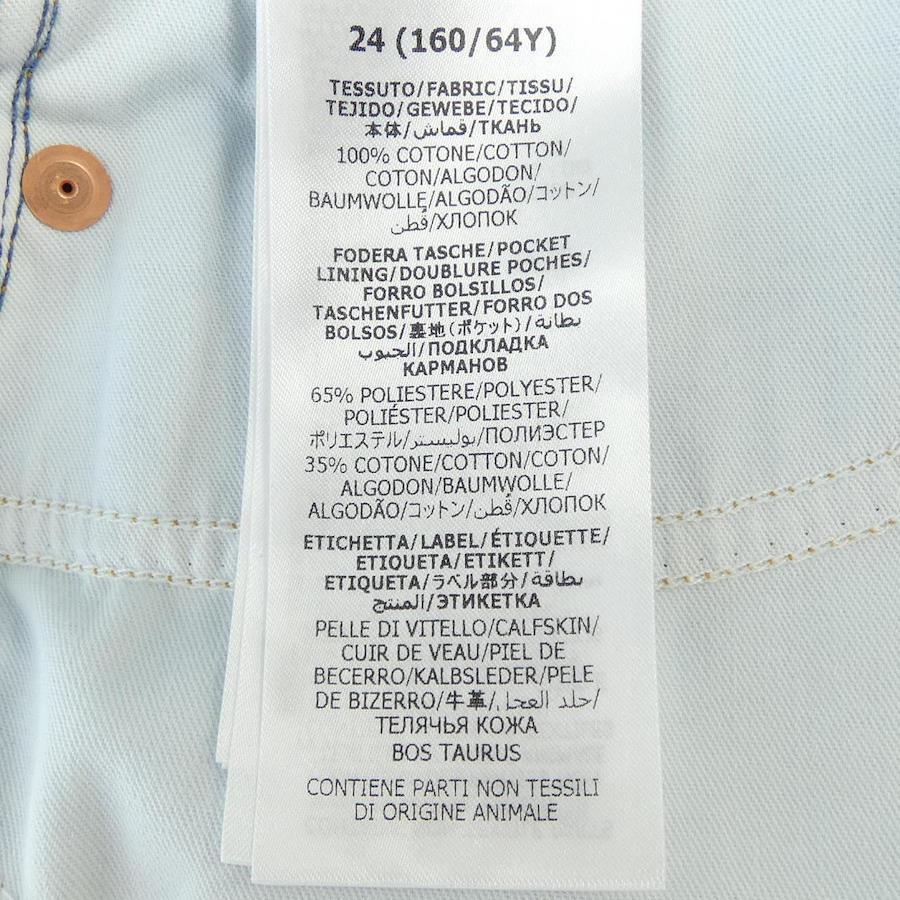 24 (160/64Y)
TESSUTO/FABRIC/TISSU/
TEJIDO/GEWEBE/TECIDO/
本体/قماش/ТКАНЬ
100% COTONE/COTTON/
COTON/ALGODON/
BAUMWOLLE/ALGODÃO/コットン/
قُطن/ХЛОПОК
FODERA TASCHE/POCKET
LINING/DOUBLURE POCHES/
FORRO BOLSILLOS/
TASCHENFUTTER/FORRO DOS
BOLSOS/裏地(ポケット)/بطانة
الجيوب/ПОДКЛАДКА
КАРМАНОВ
65% POLIESTERE/POLYESTER/
POLIÉSTER/POLIESTER/
ポリエステル/بوليستر/ПОЛИЭСТЕР
35% COTONE/COTTON/COTON/
ALGODON/BAUMWOLLE/
ALGODÃO/コットン/قُطن/ХЛОПОК
ETICHETTA/LABEL/ÉTIQUETTE/
ETIQUETA/ETIKETT/
ETIQUETA/ラベル部分/بطاقة
المنتج/ЭТИКЕТКА
PELLE DI VITELLO/CALFSKIN/
CUIR DE VEAU/PIEL DE
BECERRO/KALBSLEDER/PELE
DE BIZERRO/牛革/جلد العجل/
ТЕЛЯЧЬЯ КОЖА
BOS TAURUS
CONTIENE PARTI NON TESSILI
DI ORIGINE ANIMALE